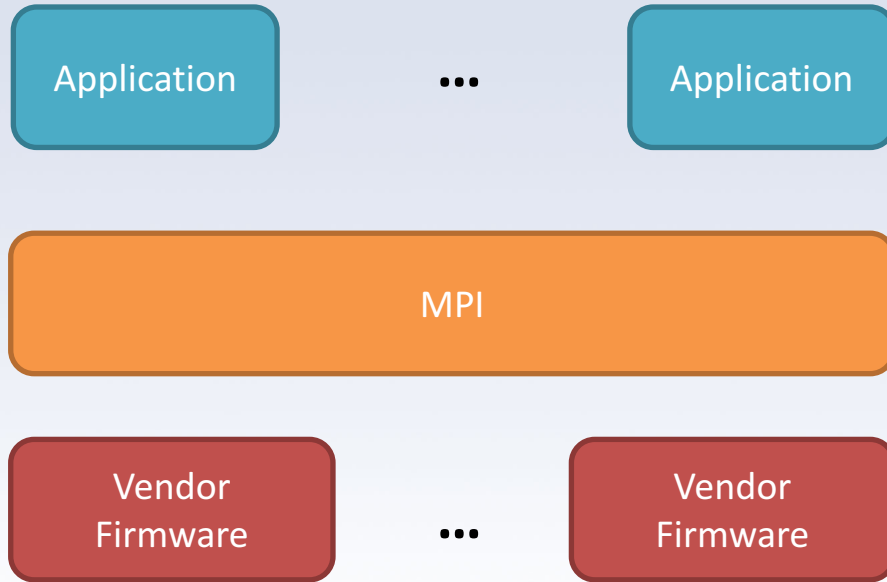 Application
...
Application
MPI
Vendor
Firmware
...
Vendor
Firmware